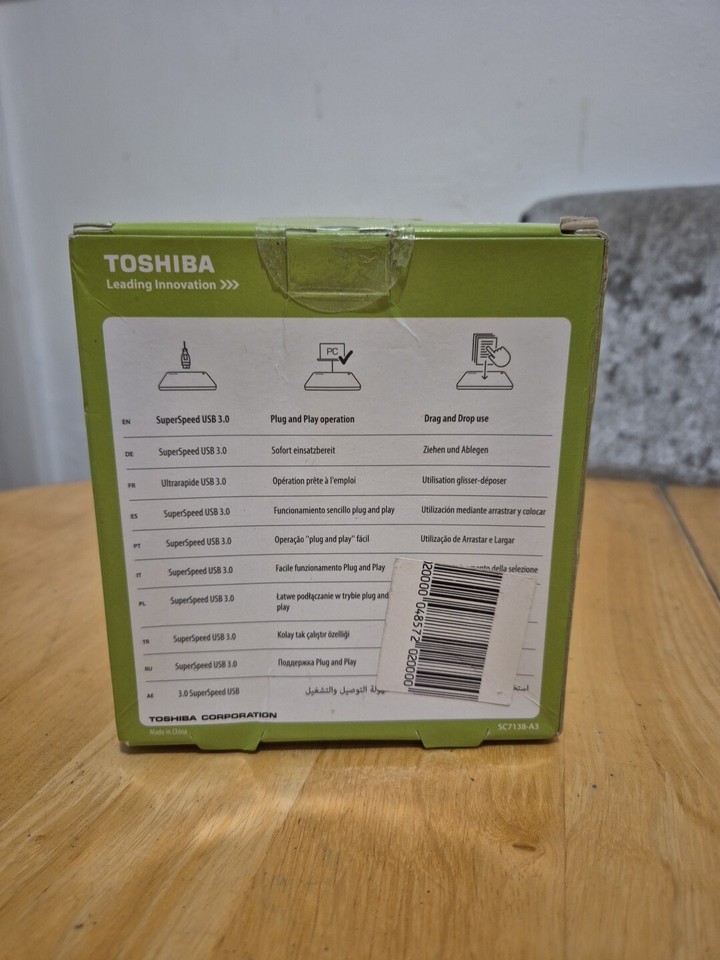 TOSHIBA
Leading Innovation >>>
PC
EN SuperSpeed USB 3.0 Plug and Play operation Drag and Drop use
DE SuperSpeed USB 3.0 Sofort einsatzbereit Ziehen und Ablegen
FR Ultrarapide USB 3.0 Opération prête à l'emploi Utilisation glisser-déposer
ES SuperSpeed USB 3.0 Funcionamiento sencillo plug and play Utilización mediante arrastrar y colocar
PT SuperSpeed USB 3.0 Operação "plug and play" fácil Utilização de Arrastar e Largar
IT SuperSpeed USB 3.0 Facile funzionamento Plug and Play della selezione
PL SuperSpeed USB 3.0 Łatwe podłączanie w trybie plug and
play
TR SuperSpeed USB 3.0 Kolay tak çalıştır özelliği
RU SuperSpeed USB 3.0 Поддержка Plug and Play
AE 3.0 SuperSpeed USB التوصيل والتشغيل
TOSHIBA CORPORATION
Made in China SC7138-A3
20000 048572 020000